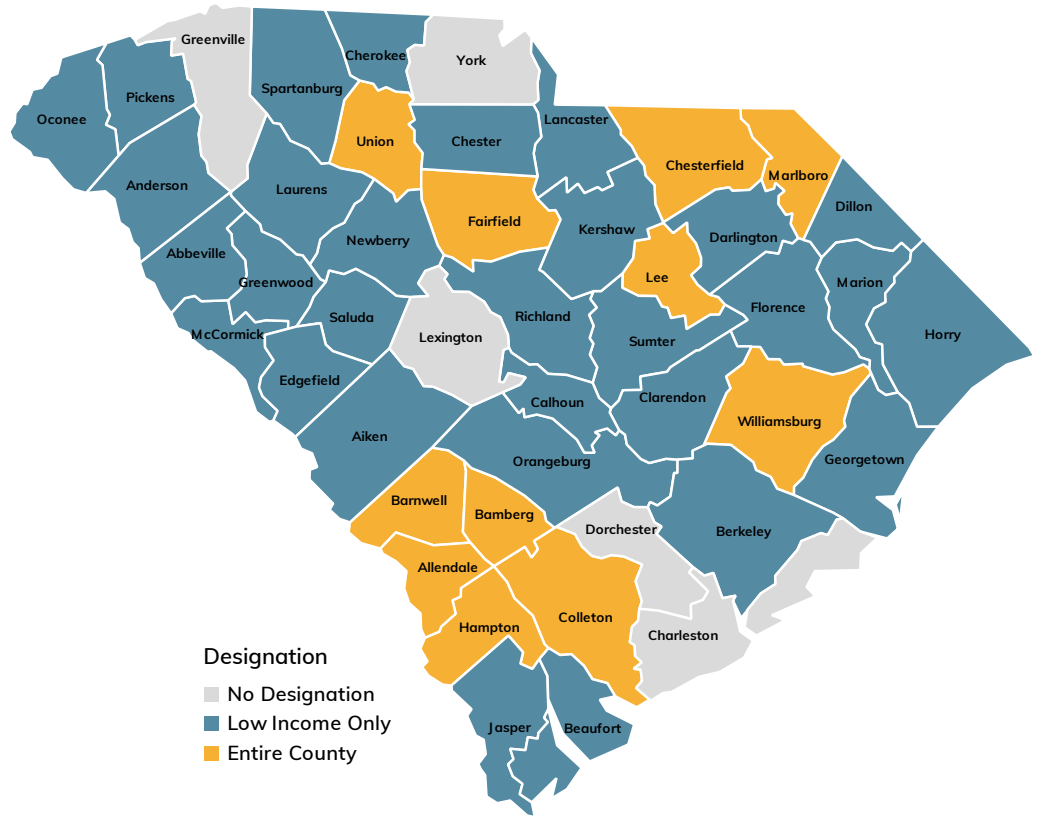 Greenville
Cherokee
York
Spartanburg
Pickens
Oconee
Union
Chester
Lancaster
Chesterfield
Marlboro
Anderson
Laurens
Fairfield
Kershaw
Dillon
Darlington
Newberry
Abbeville
Greenwood
Lee
Marion
Florence
Saluda
Richland
McCormick
Lexington
Sumter
Horry
Edgefield
Calhoun
Clarendon
Williamsburg
Aiken
Orangeburg
Georgetown
Barnwell
Bamberg
Dorchester
Berkeley
Allendale
Colleton
Hampton
Charleston
Jasper
Beaufort
Designation
No Designation
Low Income Only
Entire County